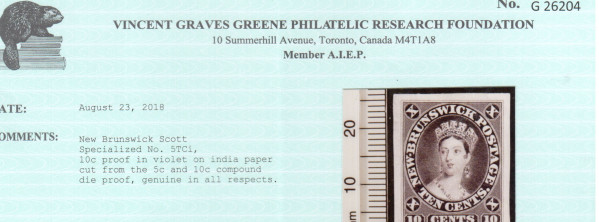 No. G 26204
VINCENT GRAVES GREENE PHILATELIC RESEARCH FOUNDATION
10 Summerhill Avenue, Toronto, Canada M4T1A8
Member A.I.E.P.
ATE: August 23, 2018
OMMENTS: New Brunswick Scott
Specialized No. 5TCi,
10c proof in violet on india paper
cut from the 5c and 10c compound
die proof, genuine in all respects.
20
10
m
X X
NEW-BRUNSWICK POSTAGE
TEN CENTS.
10 CENTS 10